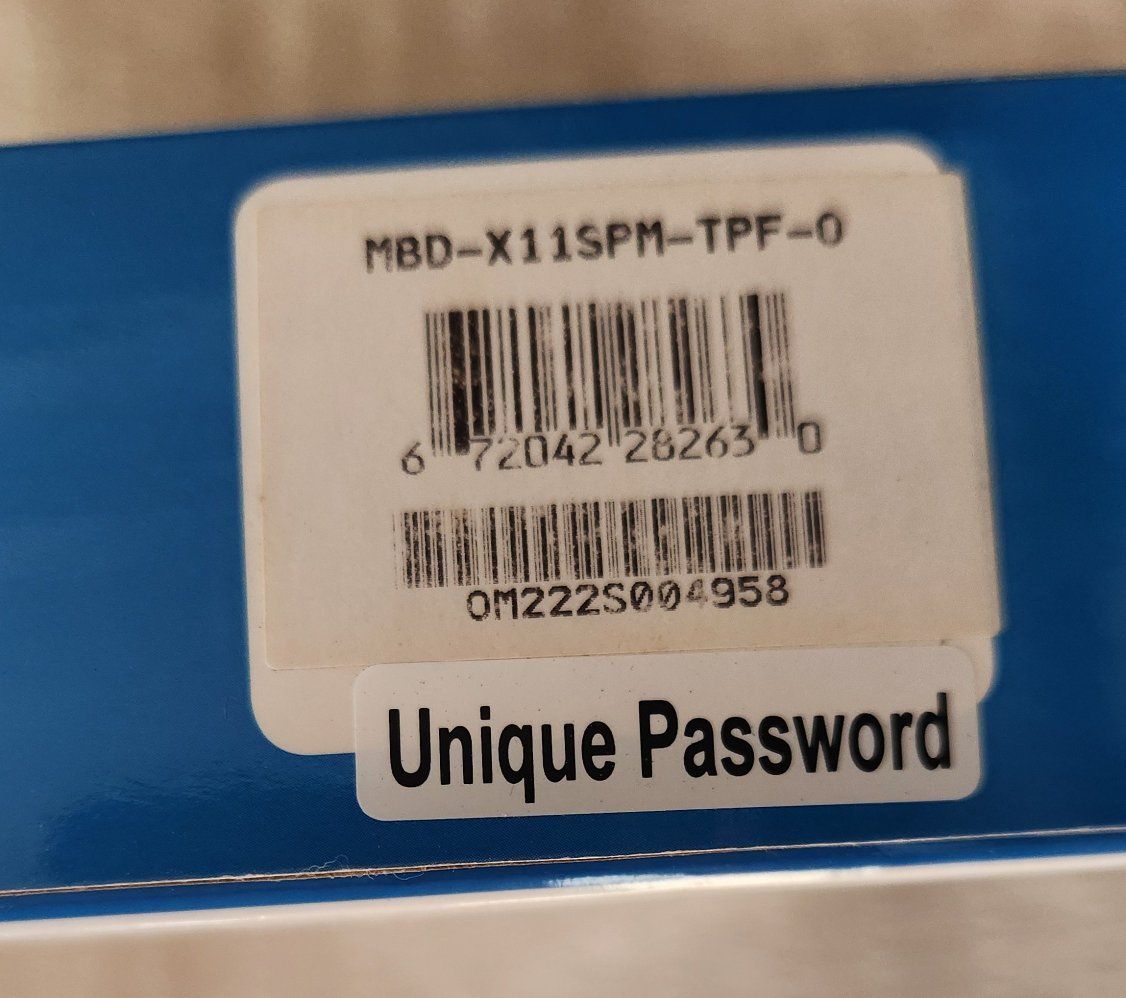 MBD-X11SPM-TPF-O
6 72042 28263 0
OM222S004958
Unique Password